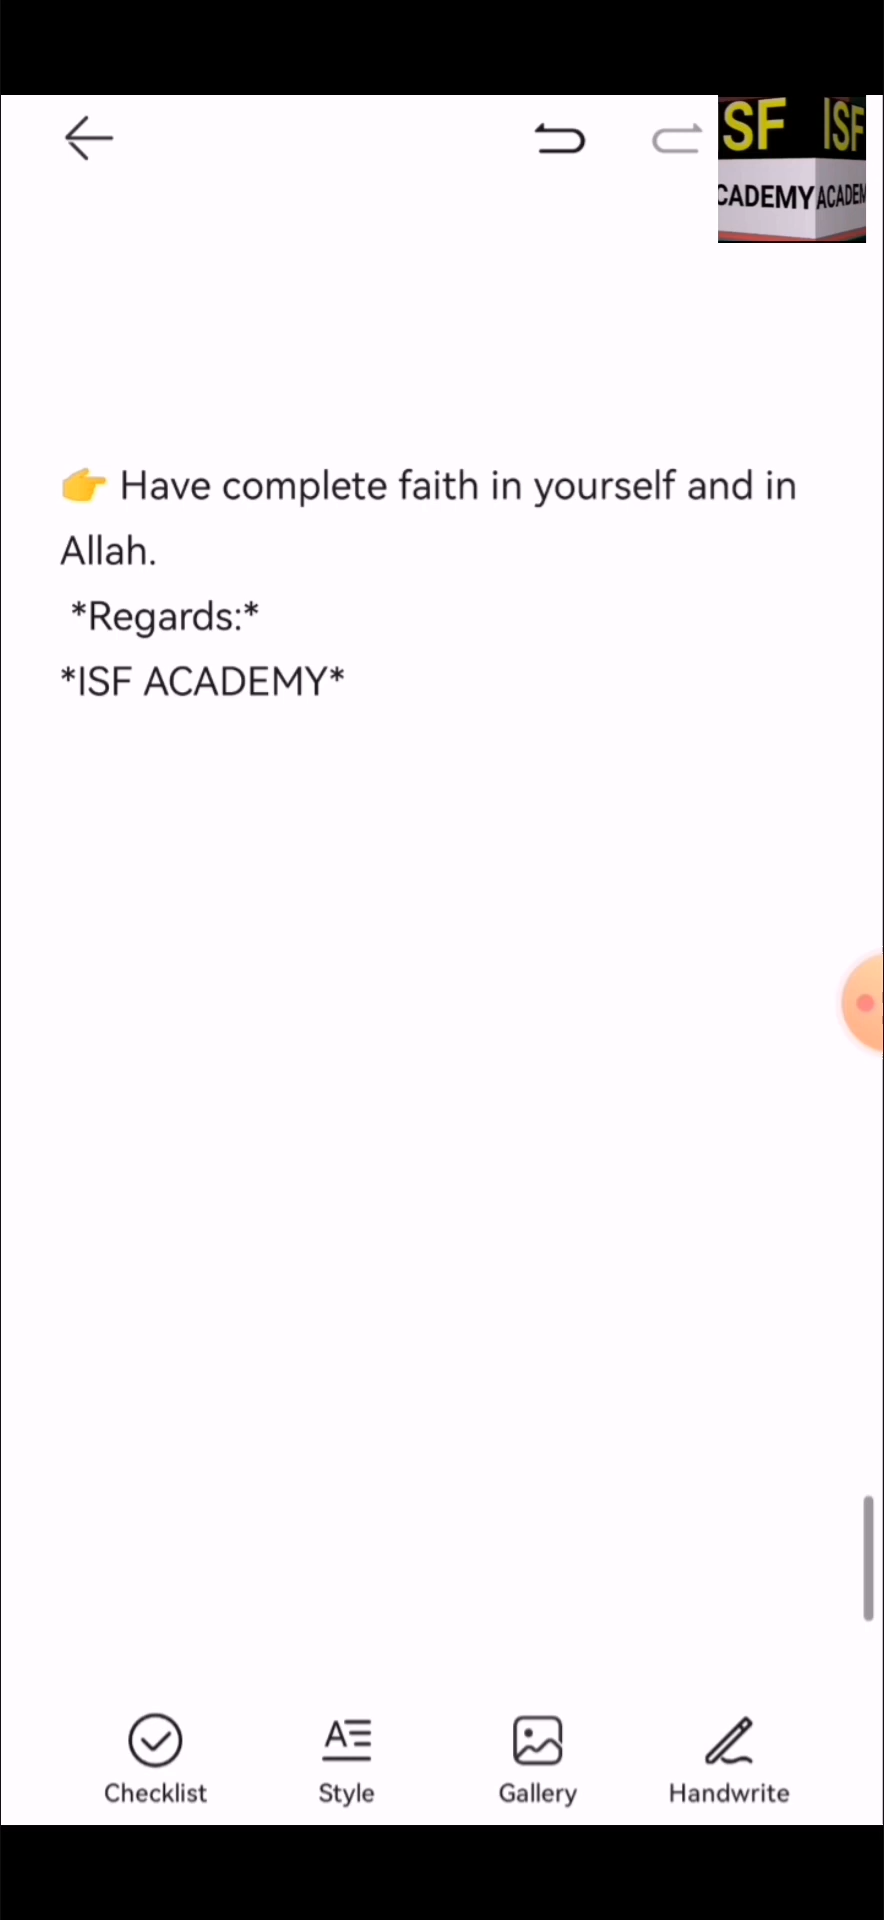 SF ISF
CADEMY ACADEM
👉 Have complete faith in yourself and in
Allah.
*Regards:*
*ISF ACADEMY*
Checklist Style Gallery Handwrite